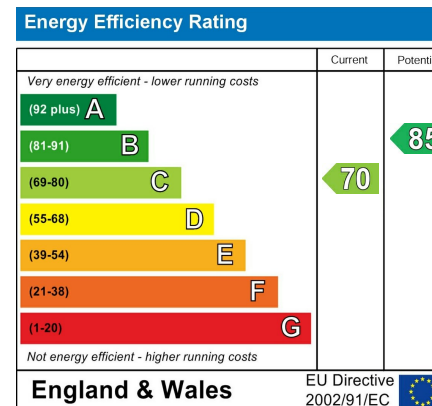 Energy Efficiency Rating
Current Potenti
Very energy efficient - lower running costs
(92 plus) A
(81-91) B
85
(69-80) C
70
(55-68) D
(39-54) E
(21-38) F
(1-20) G
Not energy efficient - higher running costs
England & Wales
EU Directive
2002/91/EC